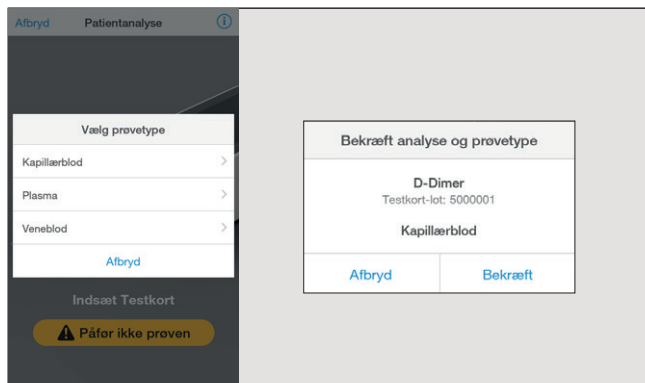 Afbryd Patientanalyse
Vælg prøvetype
Kapillærblod
Plasma
Veneblod
Afbryd
Indsæt Testkort
Påfør ikke prøven
Bekræft analyse og prøvetype
D-Dimer
Testkort-lot: 5000001
Kapillærblod
Afbryd Bekræft